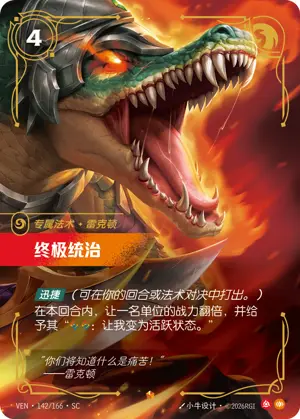 4
专属法术·雷克顿
终极统治
迅捷（可在你的回合或法术对决中打出。）
在本回合内，让一名单位的战力翻倍，并给
予其“：让我变为活跃状态。”
“你们将知道什么是痛苦！”
——雷克顿
VEN·142/166·SC
小牛设计·©2026RGI